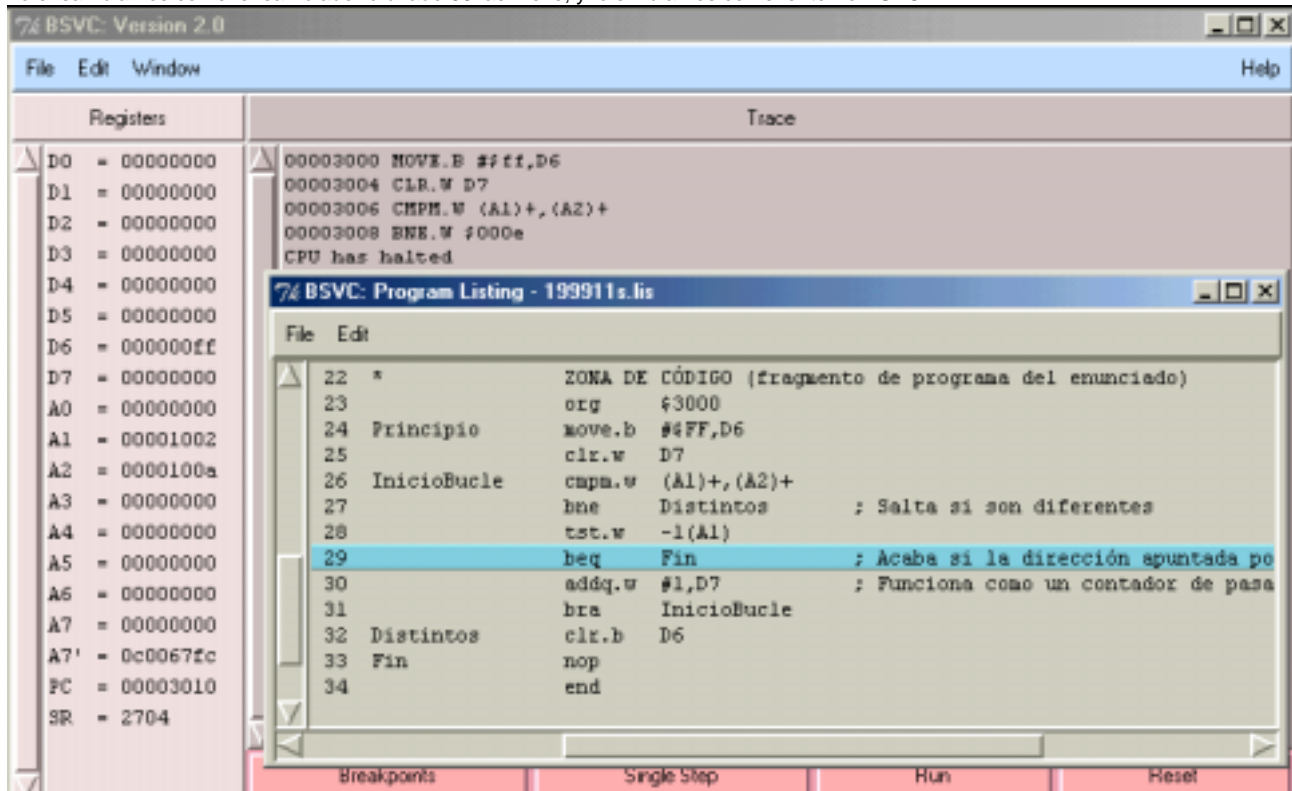 BSVC: Version 2.0
File Edit Window Help
Registers
Trace
D0 = 00000000
D1 = 00000000
D2 = 00000000
D3 = 00000000
D4 = 00000000
D5 = 00000000
D6 = 000000ff
D7 = 00000000
A0 = 00000000
A1 = 00001002
A2 = 0000100a
A3 = 00000000
A4 = 00000000
A5 = 00000000
A6 = 00000000
A7 = 00000000
A7' = 0c0067fc
PC = 00003010
SR = 2704
00003000 MOVE.B #$ff,D6
00003004 CLR.W D7
00003006 CMPM.W (A1)+,(A2)+
00003008 BNE.W $000e
CPU has halted
BSVC: Program Listing - 199911s.lis
File Edit
22 * ZONA DE CÓDIGO (fragmento de programa del enunciado)
23 org $3000
24 Principio move.b #$FF,D6
25 clr.w D7
26 InicioBucle cmpm.w (A1)+,(A2)+
27 bne Distintos ; Salta si son diferentes
28 tst.w -1(A1)
29 beq Fin ; Acaba si la dirección apuntada po
30 addq.w #1,D7 ; Funciona como un contador de pasa
31 bra InicioBucle
32 Distintos clr.b D6
33 Fin nop
34 end
Breakpoints Single Step Run Reset